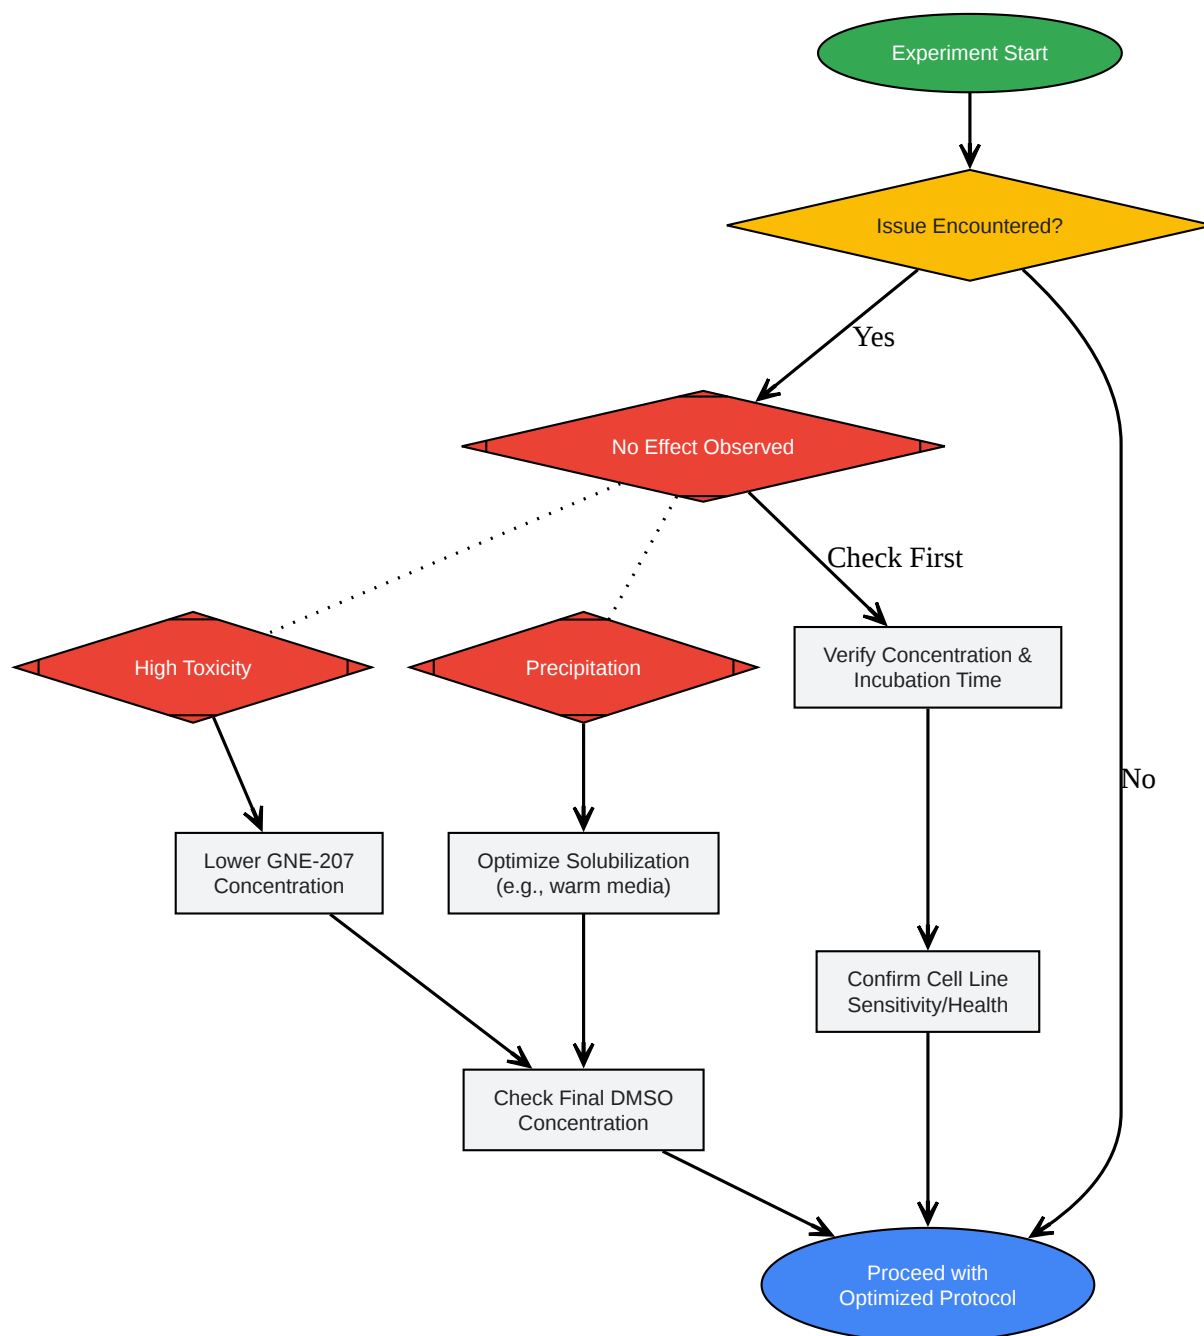 Experiment Start
Issue Encountered?
Yes
No Effect Observed
Check First
High Toxicity
Precipitation
Verify Concentration &
Incubation Time
No
Lower GNE-207
Concentration
Optimize Solubilization
(e.g., warm media)
Confirm Cell Line
Sensitivity/Health
Check Final DMSO
Concentration
Proceed with
Optimized Protocol